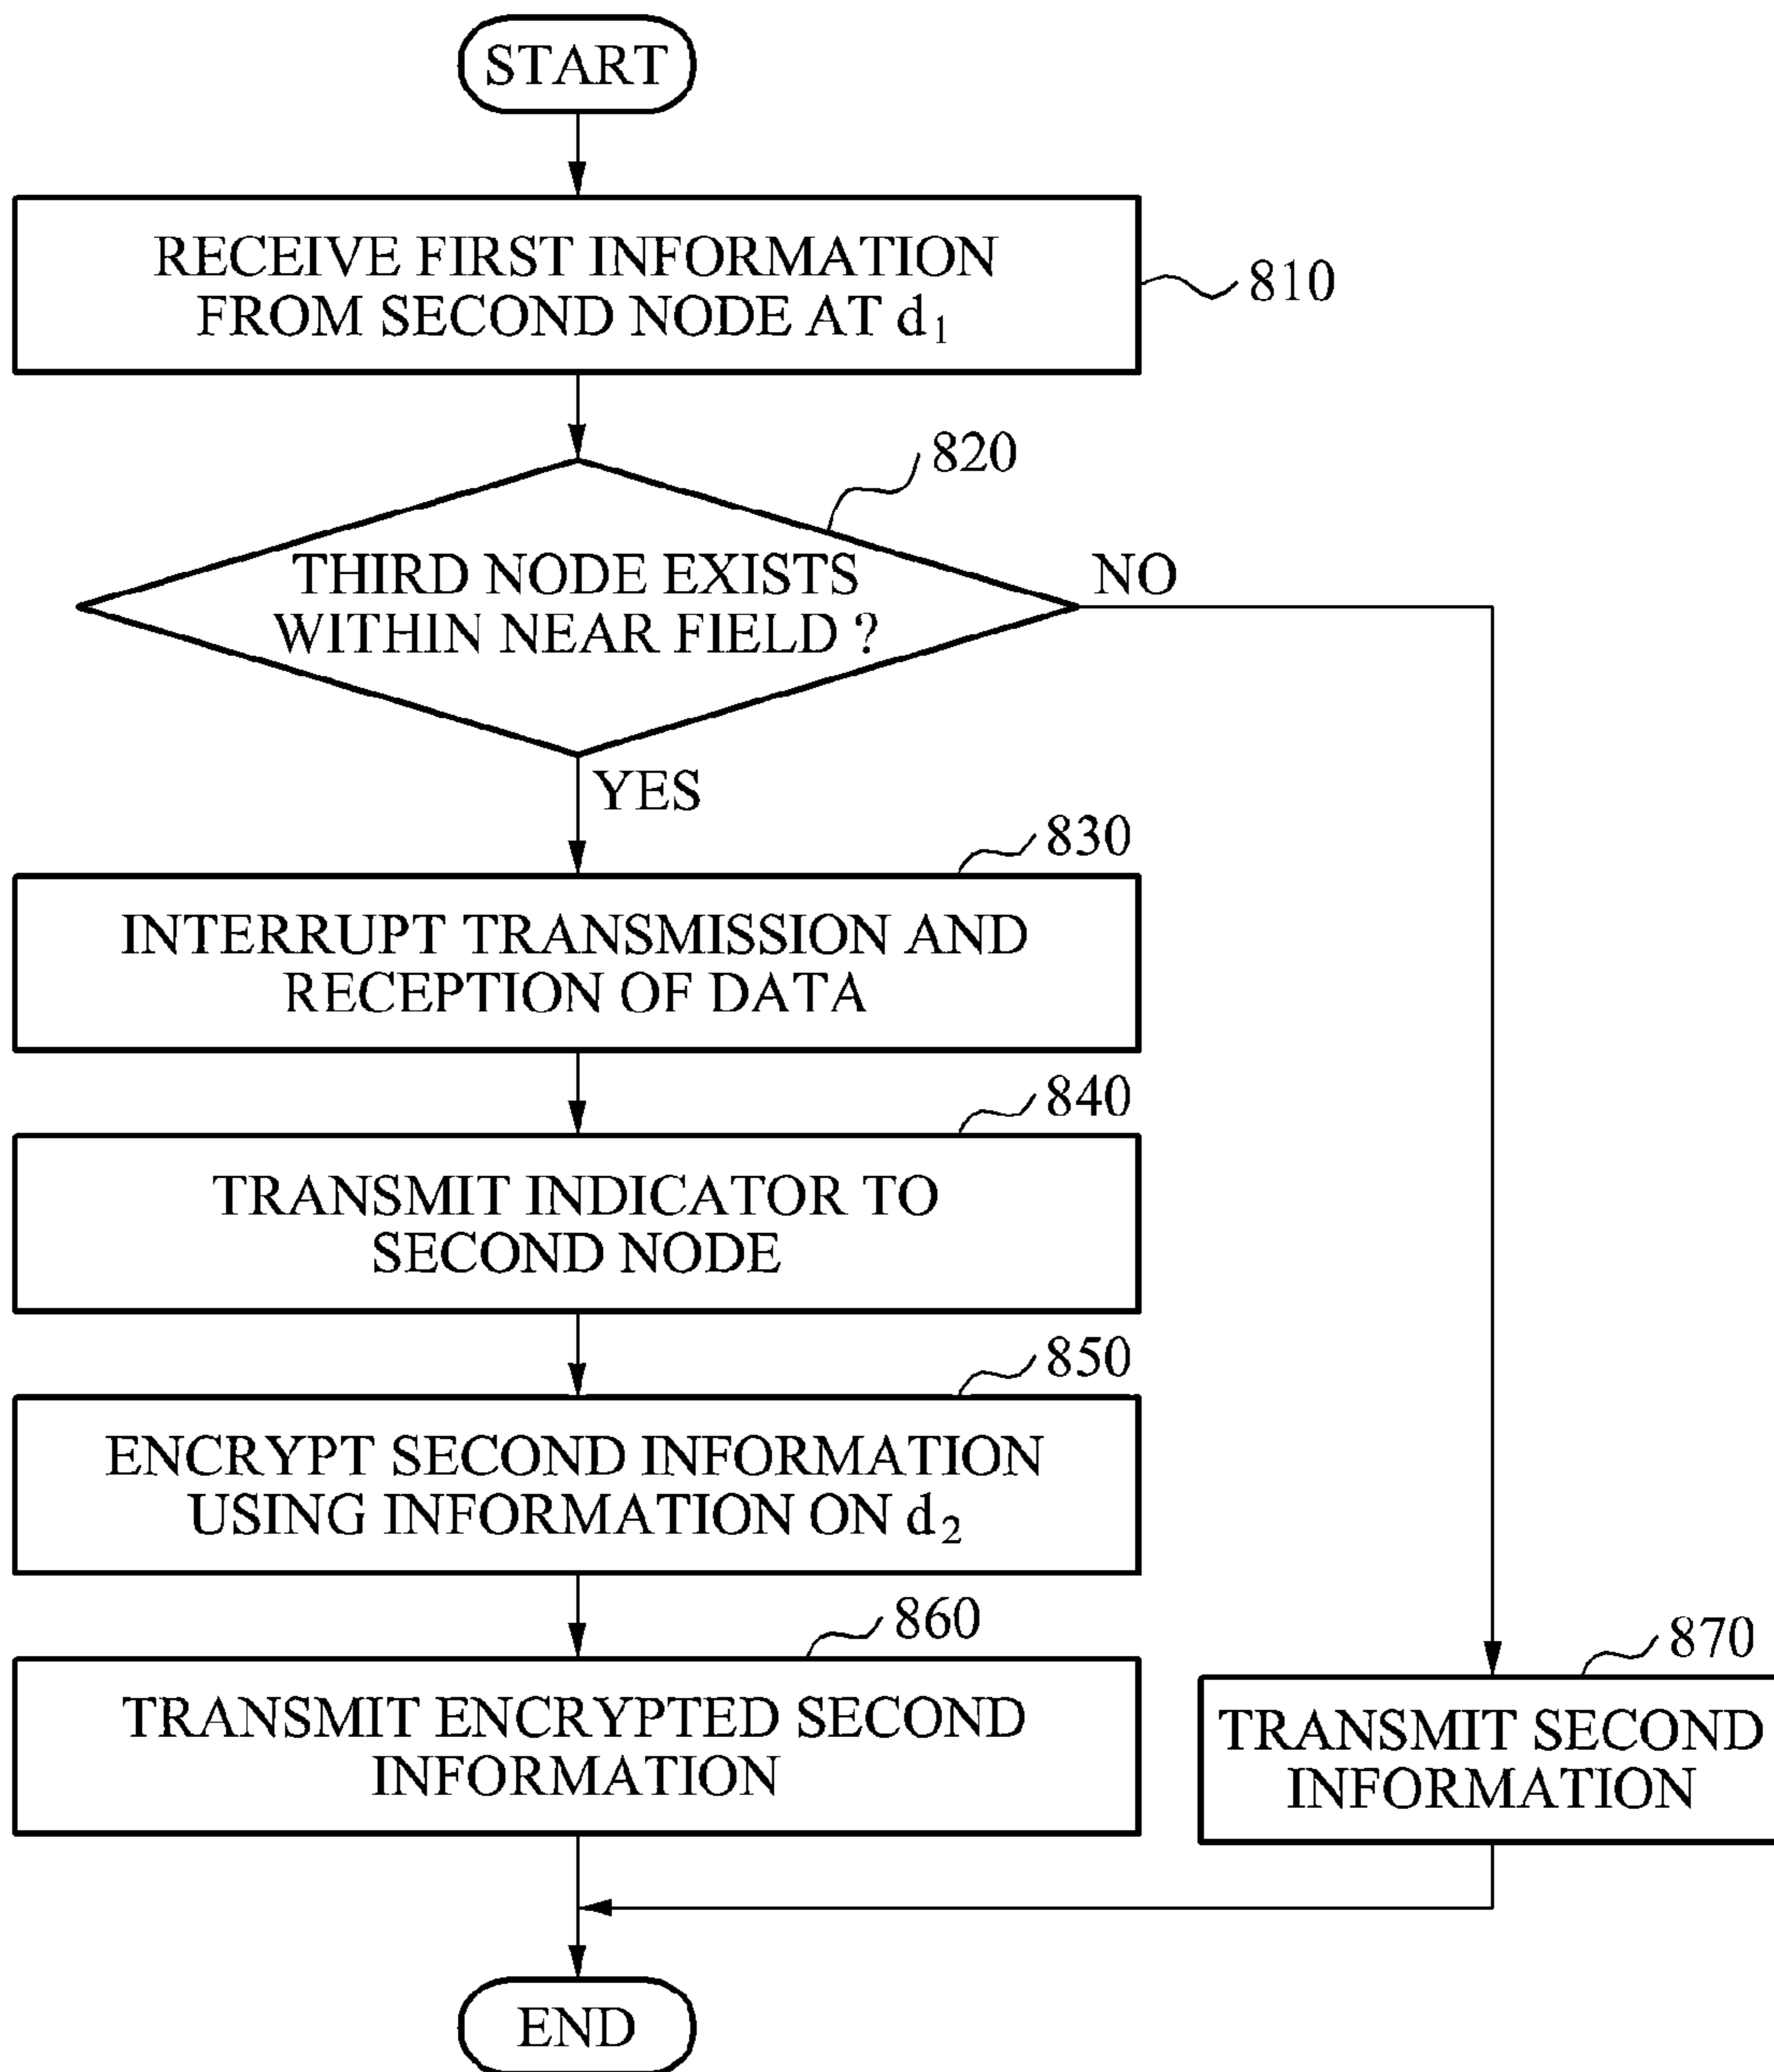 START
RECEIVE FIRST INFORMATION
FROM SECOND NODE AT d₁
810
820
THIRD NODE EXISTS
WITHIN NEAR FIELD ?
NO
YES
830
INTERRUPT TRANSMISSION AND
RECEPTION OF DATA
840
TRANSMIT INDICATOR TO
SECOND NODE
850
ENCRYPT SECOND INFORMATION
USING INFORMATION ON d₂
860
TRANSMIT ENCRYPTED SECOND
INFORMATION
870
TRANSMIT SECOND
INFORMATION
END